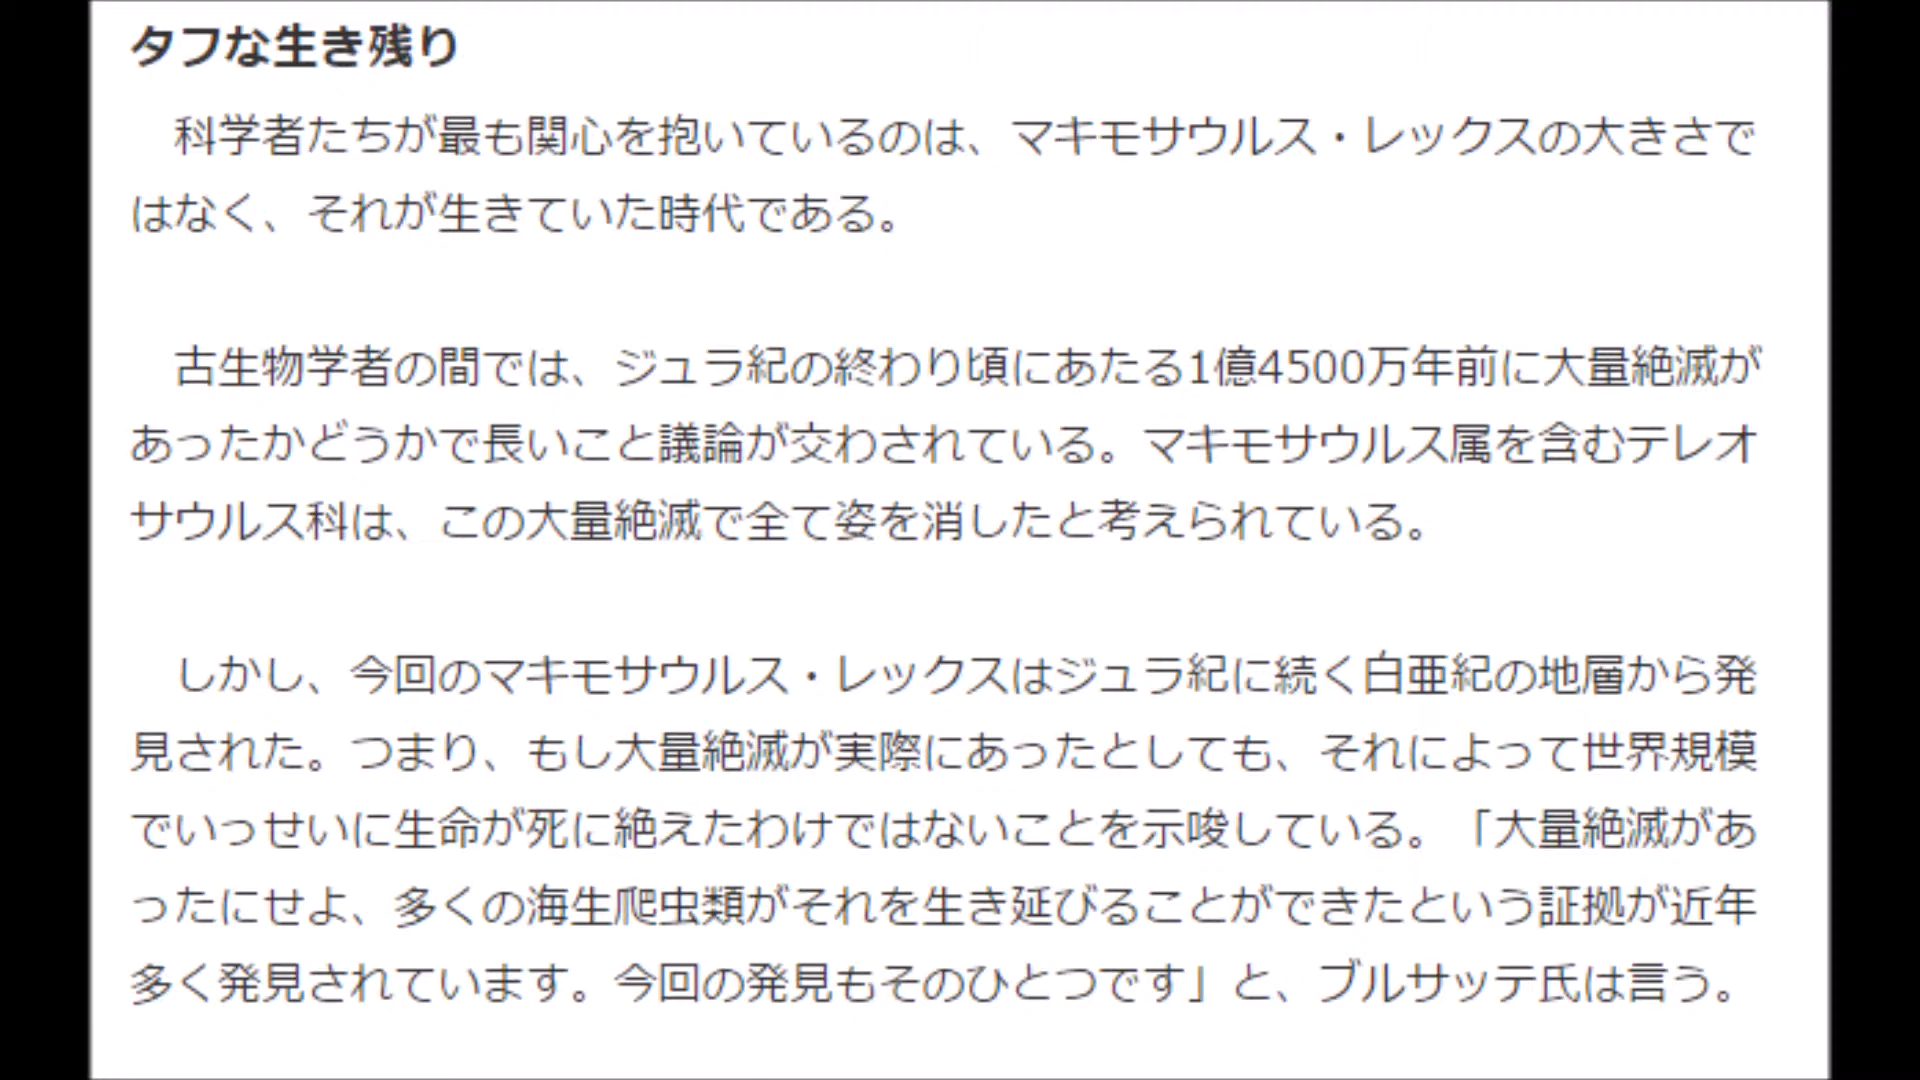 タフな生き残り
　科学者たちが最も関心を抱いているのは、マキモサウルス・レックスの大きさで
はなく、それが生きていた時代である。
　古生物学者の間では、ジュラ紀の終わり頃にあたる1億4500万年前に大量絶滅が
あったかどうかで長いこと議論が交わされている。マキモサウルス属を含むテレオ
サウルス科は、この大量絶滅で全て姿を消したと考えられている。
　しかし、今回のマキモサウルス・レックスはジュラ紀に続く白亜紀の地層から発
見された。つまり、もし大量絶滅が実際にあったとしても、それによって世界規模
でいっせいに生命が死に絶えたわけではないことを示唆している。「大量絶滅があ
ったにせよ、多くの海生爬虫類がそれを生き延びることができたという証拠が近年
多く発見されています。今回の発見もそのひとつです」と、ブルサッテ氏は言う。